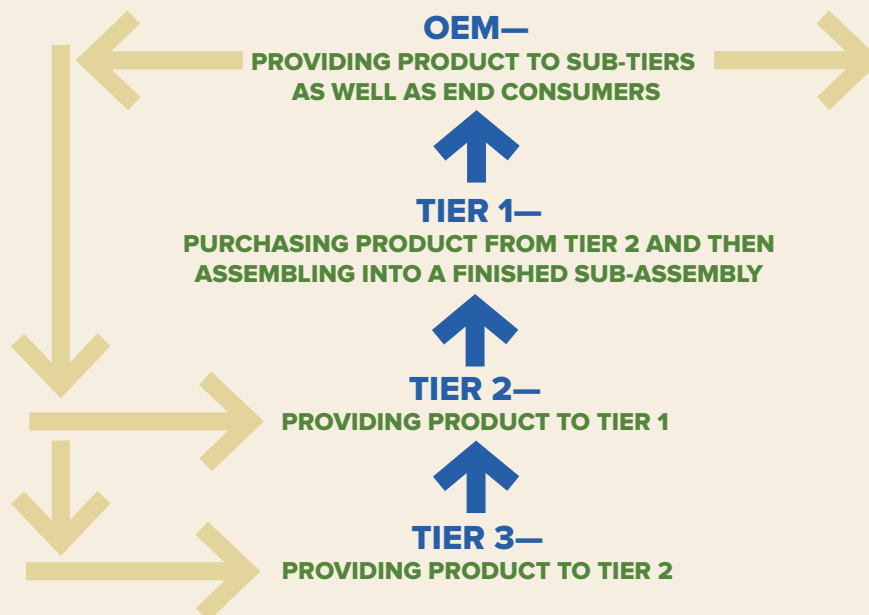 OEM—
PROVIDING PRODUCT TO SUB-TIERS
AS WELL AS END CONSUMERS
TIER 1—
PURCHASING PRODUCT FROM TIER 2 AND THEN
ASSEMBLING INTO A FINISHED SUB-ASSEMBLY
TIER 2—
PROVIDING PRODUCT TO TIER 1
TIER 3—
PROVIDING PRODUCT TO TIER 2